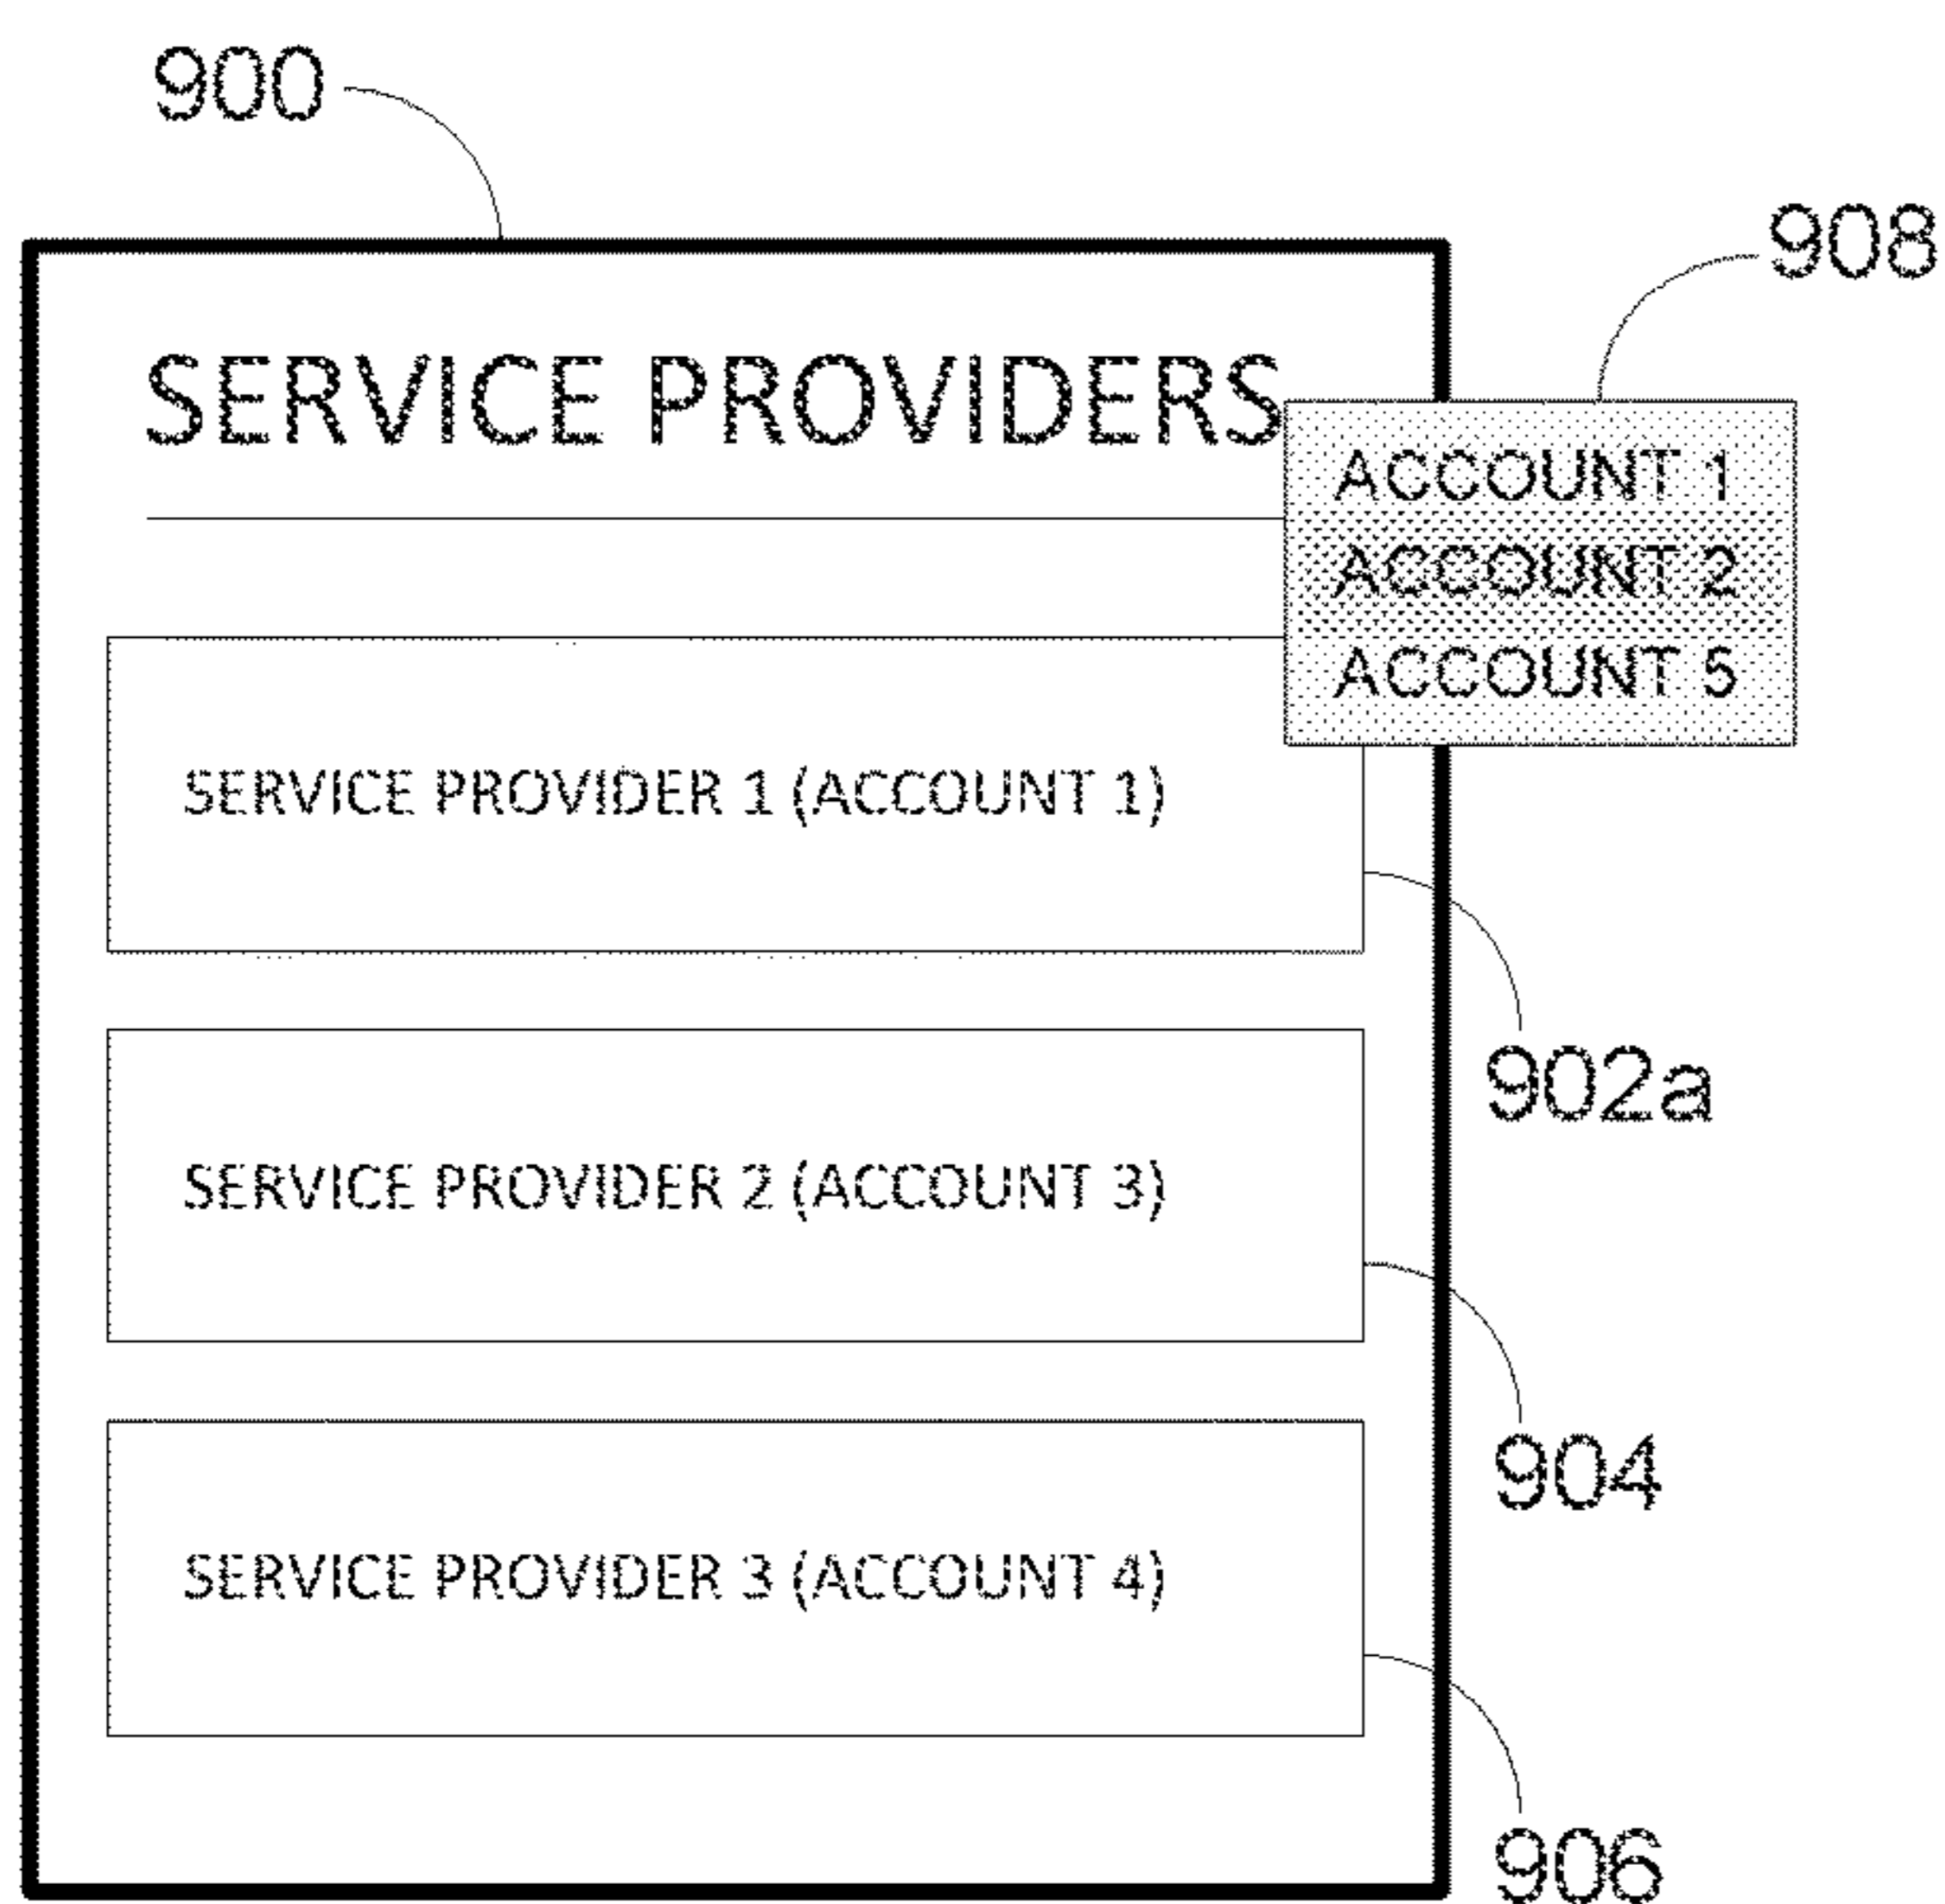 900
908
SERVICE PROVIDERS
ACCOUNT 1
ACCOUNT 2
ACCOUNT 5
SERVICE PROVIDER 1 (ACCOUNT 1)
902a
SERVICE PROVIDER 2 (ACCOUNT 3)
904
SERVICE PROVIDER 3 (ACCOUNT 4)
906